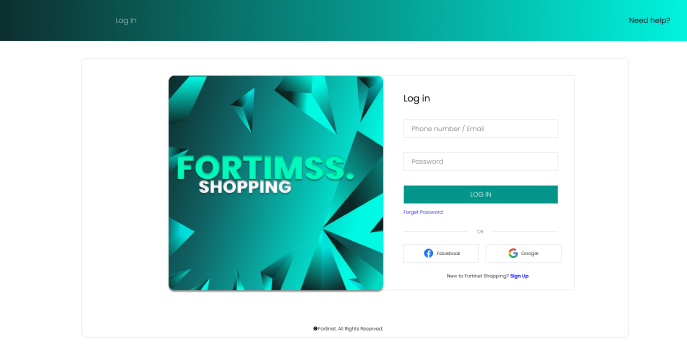 Log In
Need help?
FORTIMSS.
SHOPPING
Log in
Phone number / Email
Password
LOG IN
Forget Password
OR
Facebook
Google
New to Fortinet Shopping? Sign Up
Fortinet. All Rights Reserved.